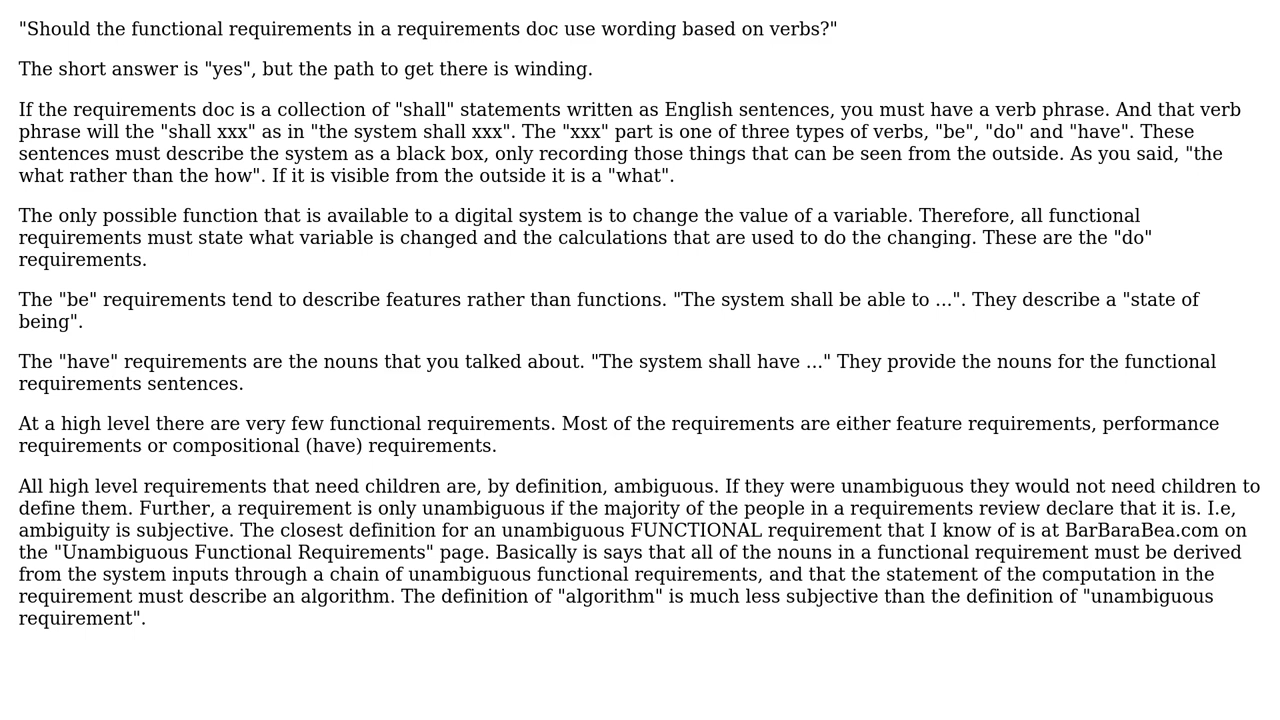 "Should the functional requirements in a requirements doc use wording based on verbs?"
The short answer is "yes", but the path to get there is winding.
If the requirements doc is a collection of "shall" statements written as English sentences, you must have a verb phrase. And that verb
phrase will the "shall xxx" as in "the system shall xxx". The "xxx" part is one of three types of verbs, "be", "do" and "have". These
sentences must describe the system as a black box, only recording those things that can be seen from the outside. As you said, "the
what rather than the how". If it is visible from the outside it is a "what".
The only possible function that is available to a digital system is to change the value of a variable. Therefore, all functional
requirements must state what variable is changed and the calculations that are used to do the changing. These are the "do"
requirements.
The "be" requirements tend to describe features rather than functions. "The system shall be able to ...". They describe a "state of
being".
The "have" requirements are the nouns that you talked about. "The system shall have ..." They provide the nouns for the functional
requirements sentences.
At a high level there are very few functional requirements. Most of the requirements are either feature requirements, performance
requirements or compositional (have) requirements.
All high level requirements that need children are, by definition, ambiguous. If they were unambiguous they would not need children to
define them. Further, a requirement is only unambiguous if the majority of the people in a requirements review declare that it is. I.e,
ambiguity is subjective. The closest definition for an unambiguous FUNCTIONAL requirement that I know of is at BarBaraBea.com on
the "Unambiguous Functional Requirements" page. Basically is says that all of the nouns in a functional requirement must be derived
from the system inputs through a chain of unambiguous functional requirements, and that the statement of the computation in the
requirement must describe an algorithm. The definition of "algorithm" is much less subjective than the definition of "unambiguous
requirement".